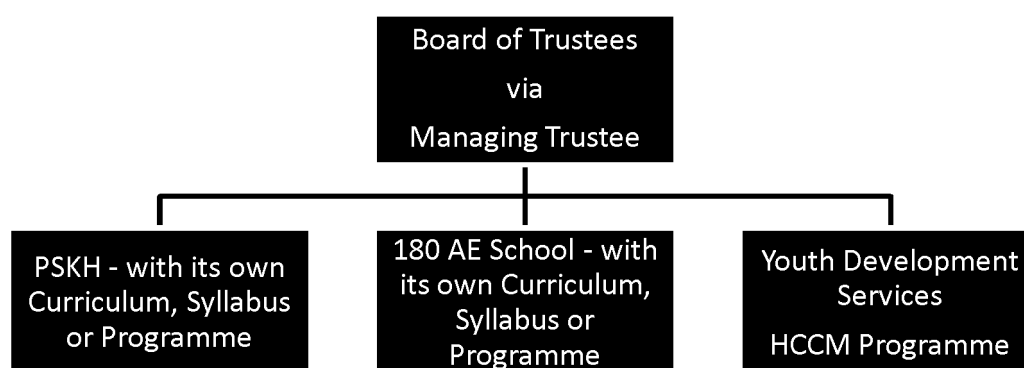 Board of Trustees
via
Managing Trustee
PSKH - with its own
Curriculum, Syllabus
or Programme
180 AE School - with
its own Curriculum,
Syllabus or
Programme
Youth Development
Services
HCCM Programme